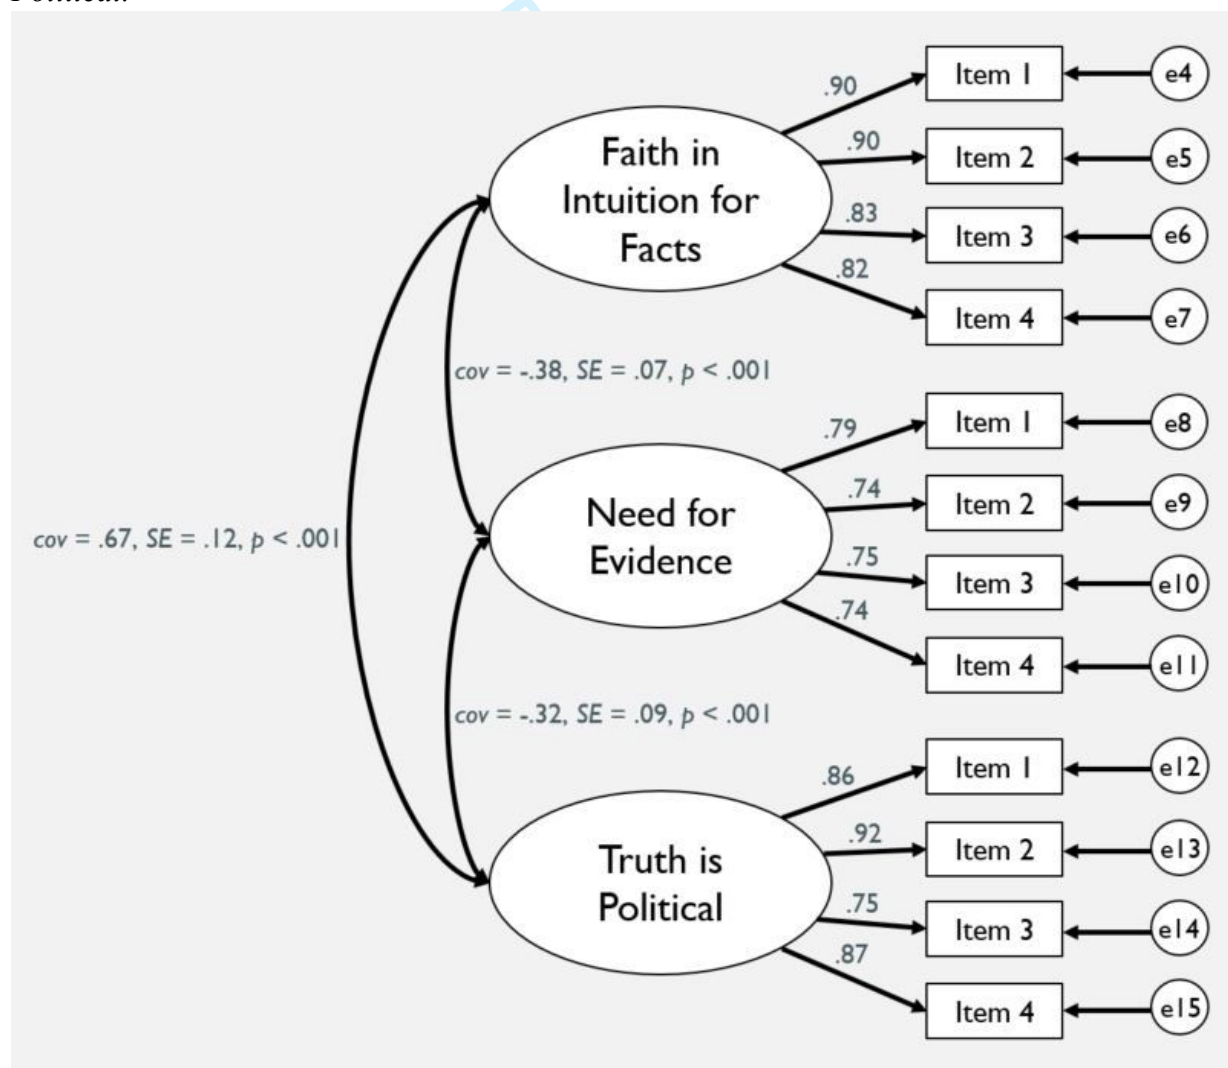 .90
Item 1
e4
Faith in
Intuition for
Facts
.90
Item 2
e5
.83
Item 3
e6
.82
Item 4
e7
cov = -.38, SE = .07, p < .001
.79
Item 1
e8
Need for
Evidence
.74
Item 2
e9
cov = .67, SE = .12, p < .001
.75
Item 3
e10
.74
Item 4
e11
cov = -.32, SE = .09, p < .001
.86
Item 1
e12
Truth is
Political
.92
Item 2
e13
.75
Item 3
e14
.87
Item 4
e15